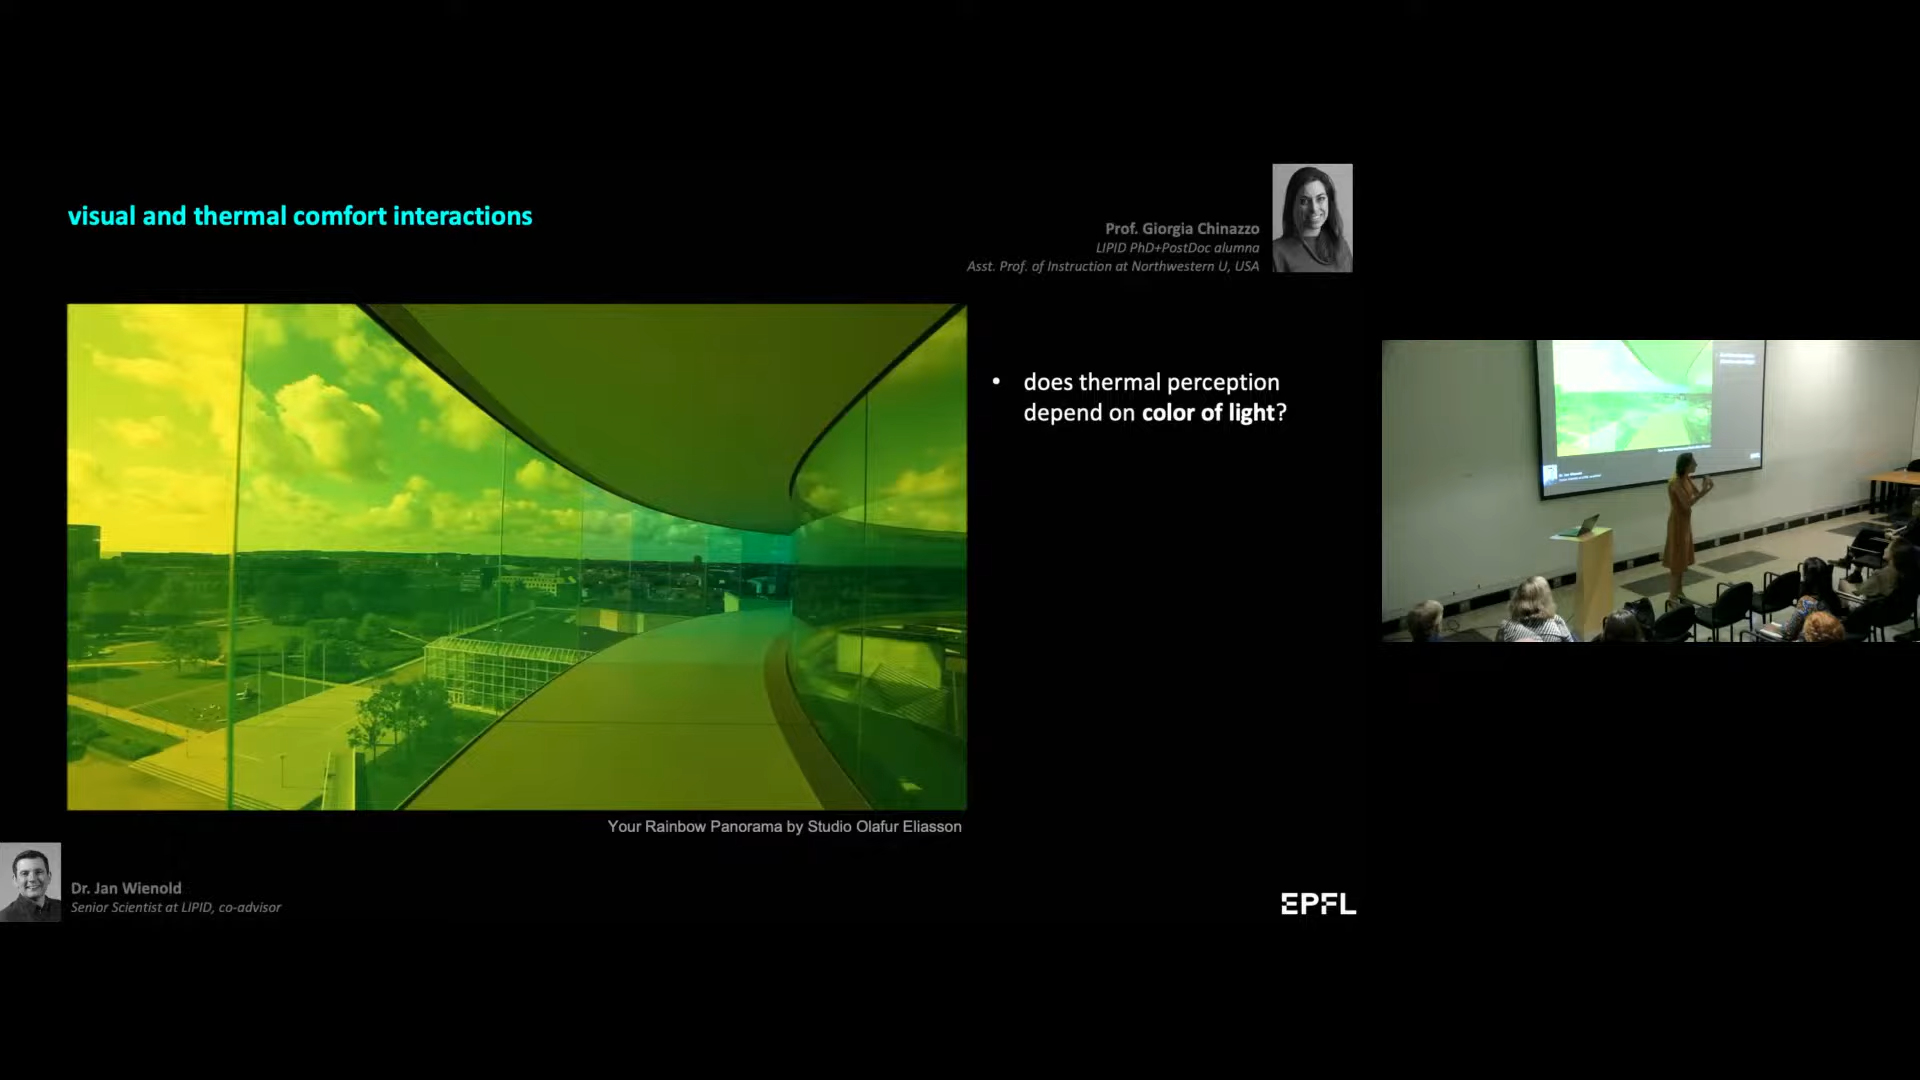 visual and thermal comfort interactions
Prof. Giorgia Chinazzo
LIPID PhD+PostDoc alumna
Asst. Prof. of Instruction at Northwestern U, USA
• does thermal perception
depend on color of light?
Your Rainbow Panorama by Studio Olafur Eliasson
Dr. Jan Wienold
Senior Scientist at LIPID, co-advisor
EPFL